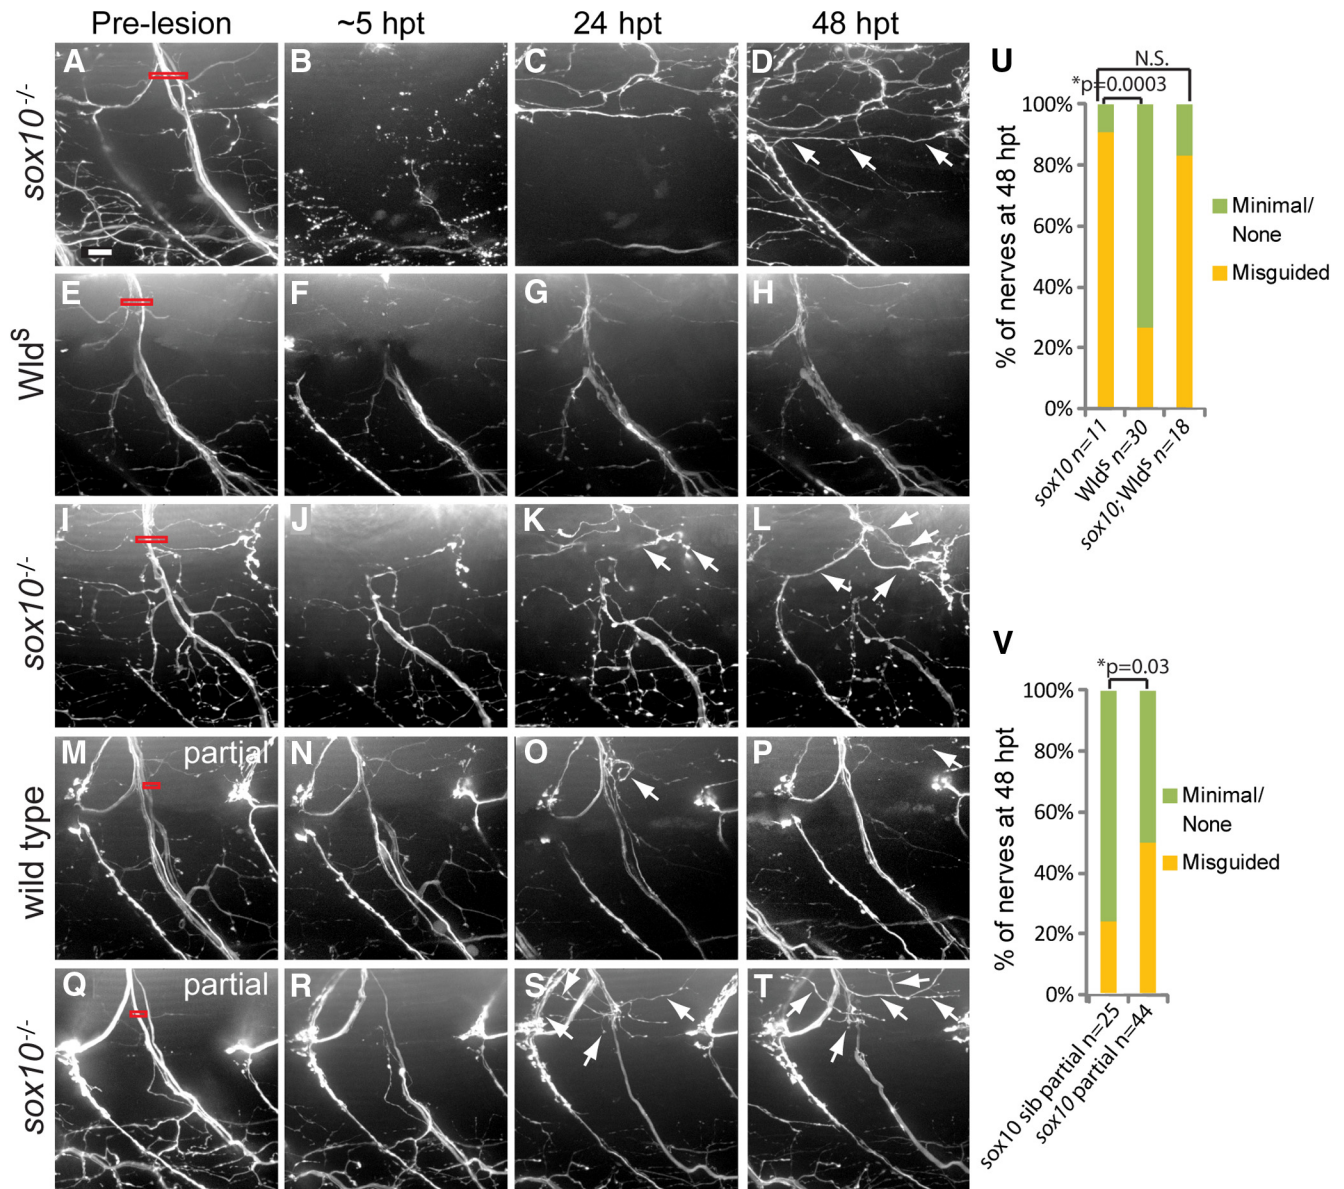 Pre-lesion
~5 hpt
24 hpt
48 hpt
sox10-/-
A
B
C
D
Wldˢ
E
F
G
H
sox10-/-
I
J
K
L
wild type
M
partial
N
O
P
sox10-/-
Q
partial
R
S
T
U
N.S.
*p=0.0003
% of nerves at 48 hpt
100%
80%
60%
40%
20%
0%
sox10 n=11
Wldˢ n=30
sox10; Wldˢ n=18
Minimal/
None
Misguided
V
*p=0.03
% of nerves at 48 hpt
100%
80%
60%
40%
20%
0%
sox10 sib partial n=25
sox10 partial n=44
Minimal/
None
Misguided